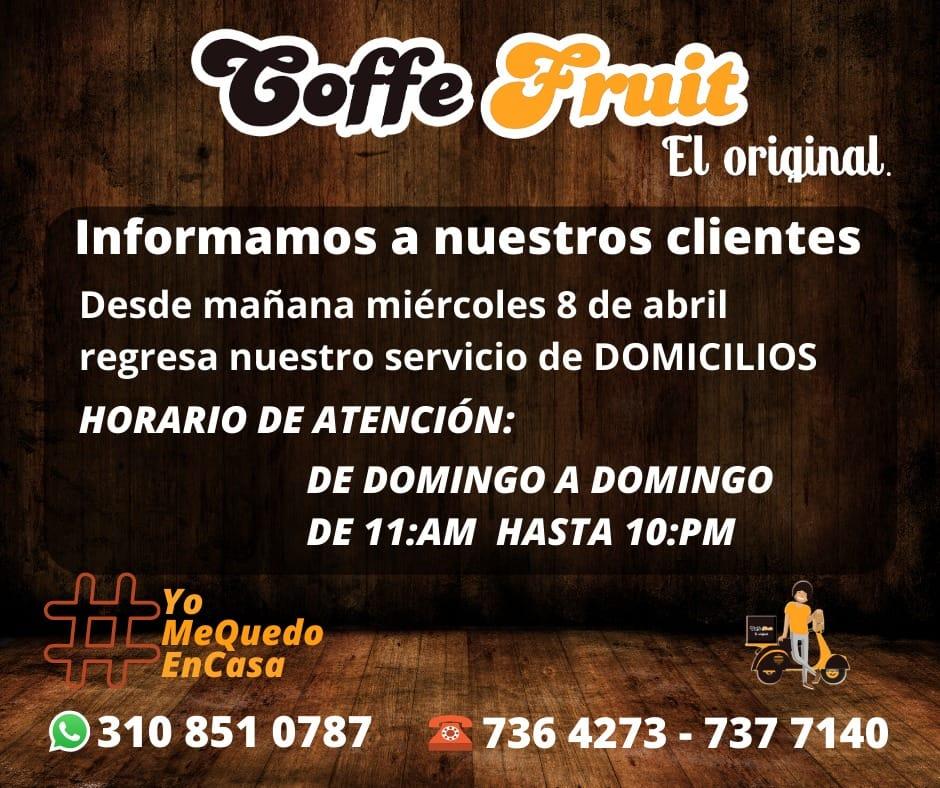 Coffe Fruit
El original.
Informamos a nuestros clientes
Desde mañana miércoles 8 de abril
regresa nuestro servicio de DOMICILIOS
HORARIO DE ATENCIÓN:
DE DOMINGO A DOMINGO
DE 11:AM HASTA 10:PM
#Yo
MeQuedo
EnCasa
310 851 0787
736 4273 - 737 7140